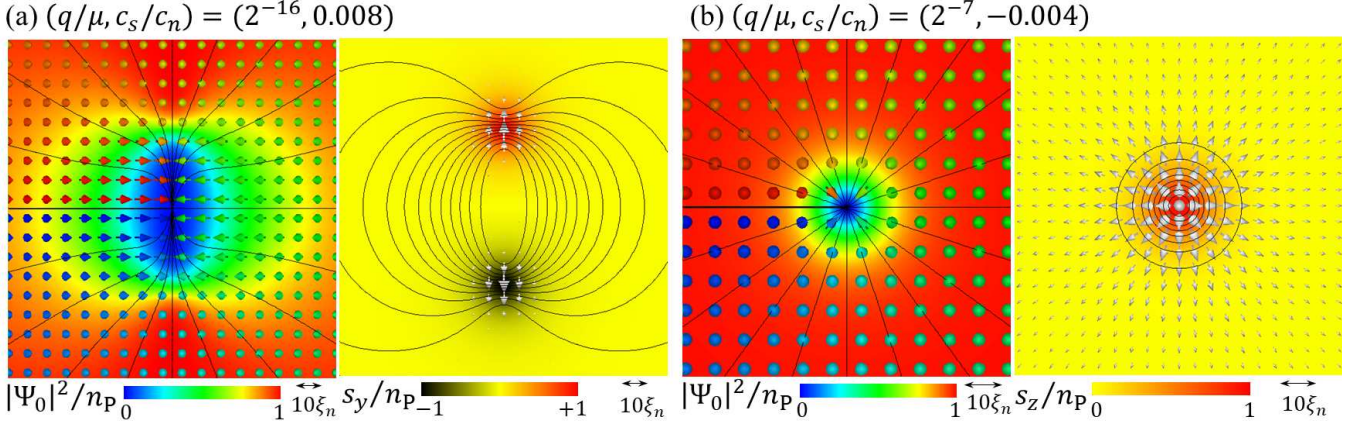 (a) (q/μ, c_s/c_n) = (2^{-16}, 0.008)
(b) (q/μ, c_s/c_n) = (2^{-7}, −0.004)
|Ψ_0|^2/n_P 0 1 10ξ_n
s_y/n_P −1 +1 10ξ_n
|Ψ_0|^2/n_P 0 1 10ξ_n
s_z/n_P 0 1 10ξ_n